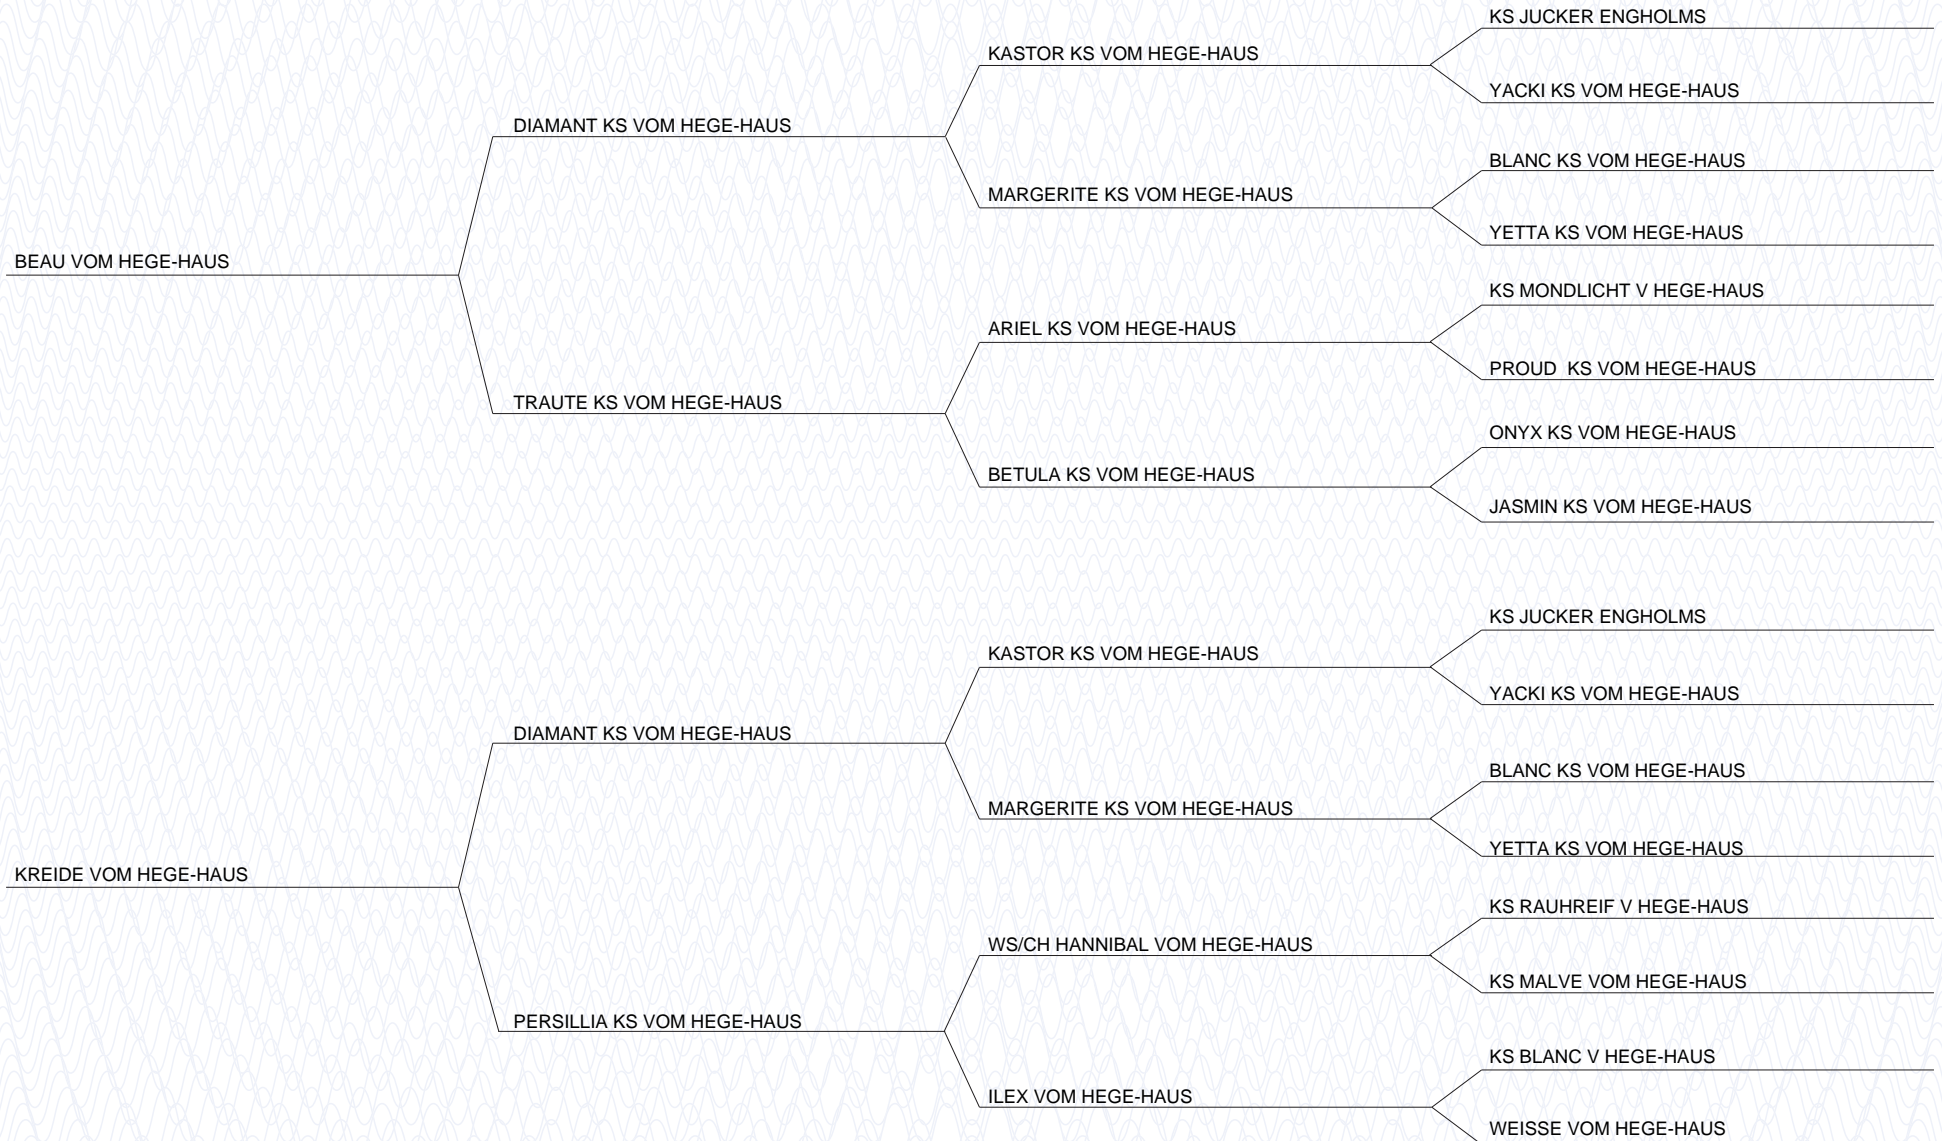 KS JUCKER ENGHOLMS
KASTOR KS VOM HEGE-HAUS
YACKI KS VOM HEGE-HAUS
DIAMANT KS VOM HEGE-HAUS
BLANC KS VOM HEGE-HAUS
MARGERITE KS VOM HEGE-HAUS
YETTA KS VOM HEGE-HAUS
BEAU VOM HEGE-HAUS
KS MONDLICHT V HEGE-HAUS
ARIEL KS VOM HEGE-HAUS
PROUD  KS VOM HEGE-HAUS
TRAUTE KS VOM HEGE-HAUS
ONYX KS VOM HEGE-HAUS
BETULA KS VOM HEGE-HAUS
JASMIN KS VOM HEGE-HAUS
KS JUCKER ENGHOLMS
KASTOR KS VOM HEGE-HAUS
YACKI KS VOM HEGE-HAUS
DIAMANT KS VOM HEGE-HAUS
BLANC KS VOM HEGE-HAUS
MARGERITE KS VOM HEGE-HAUS
YETTA KS VOM HEGE-HAUS
KREIDE VOM HEGE-HAUS
KS RAUHREIF V HEGE-HAUS
WS/CH HANNIBAL VOM HEGE-HAUS
KS MALVE VOM HEGE-HAUS
PERSILLIA KS VOM HEGE-HAUS
KS BLANC V HEGE-HAUS
ILEX VOM HEGE-HAUS
WEISSE VOM HEGE-HAUS